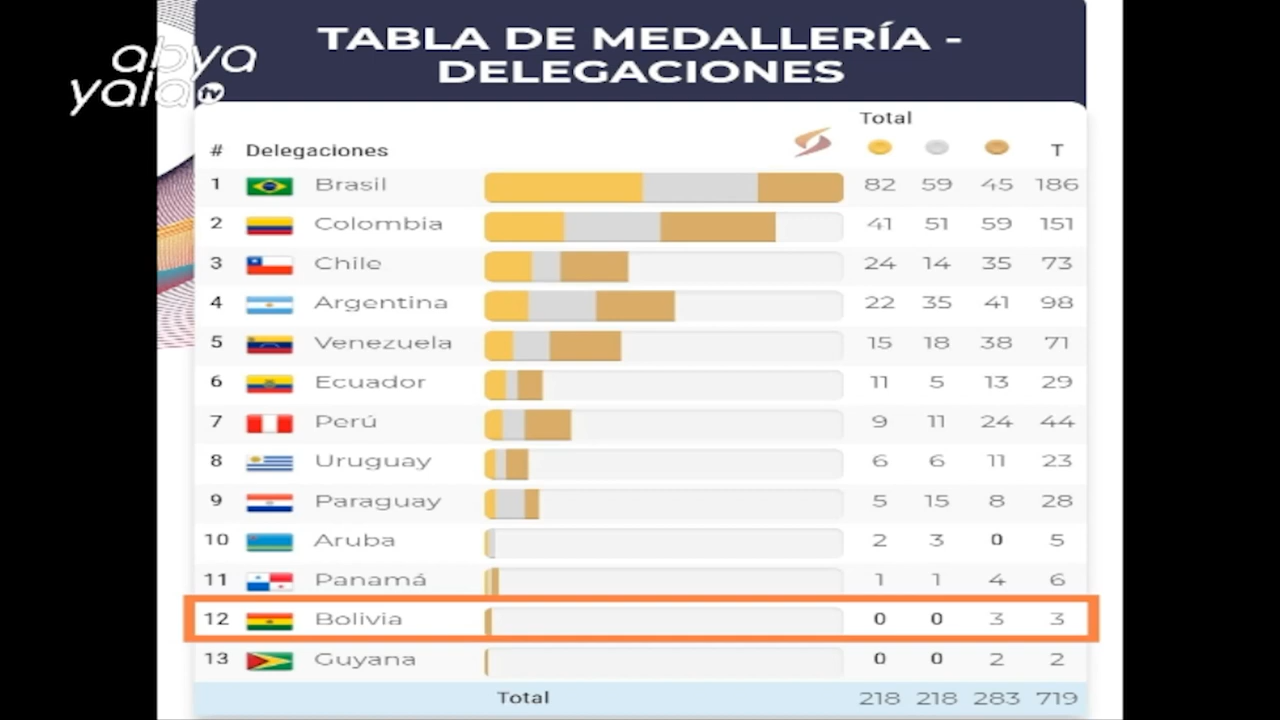 abya
yala tv
TABLA DE MEDALLERÍA -
DELEGACIONES
Total
# Delegaciones T
1 Brasil 82 59 45 186
2 Colombia 41 51 59 151
3 Chile 24 14 35 73
4 Argentina 22 35 41 98
5 Venezuela 15 18 38 71
6 Ecuador 11 5 13 29
7 Perú 9 11 24 44
8 Uruguay 6 6 11 23
9 Paraguay 5 15 8 28
10 Aruba 2 3 0 5
11 Panamá 1 1 4 6
12 Bolivia 0 0 3 3
13 Guyana 0 0 2 2
Total 218 218 283 719